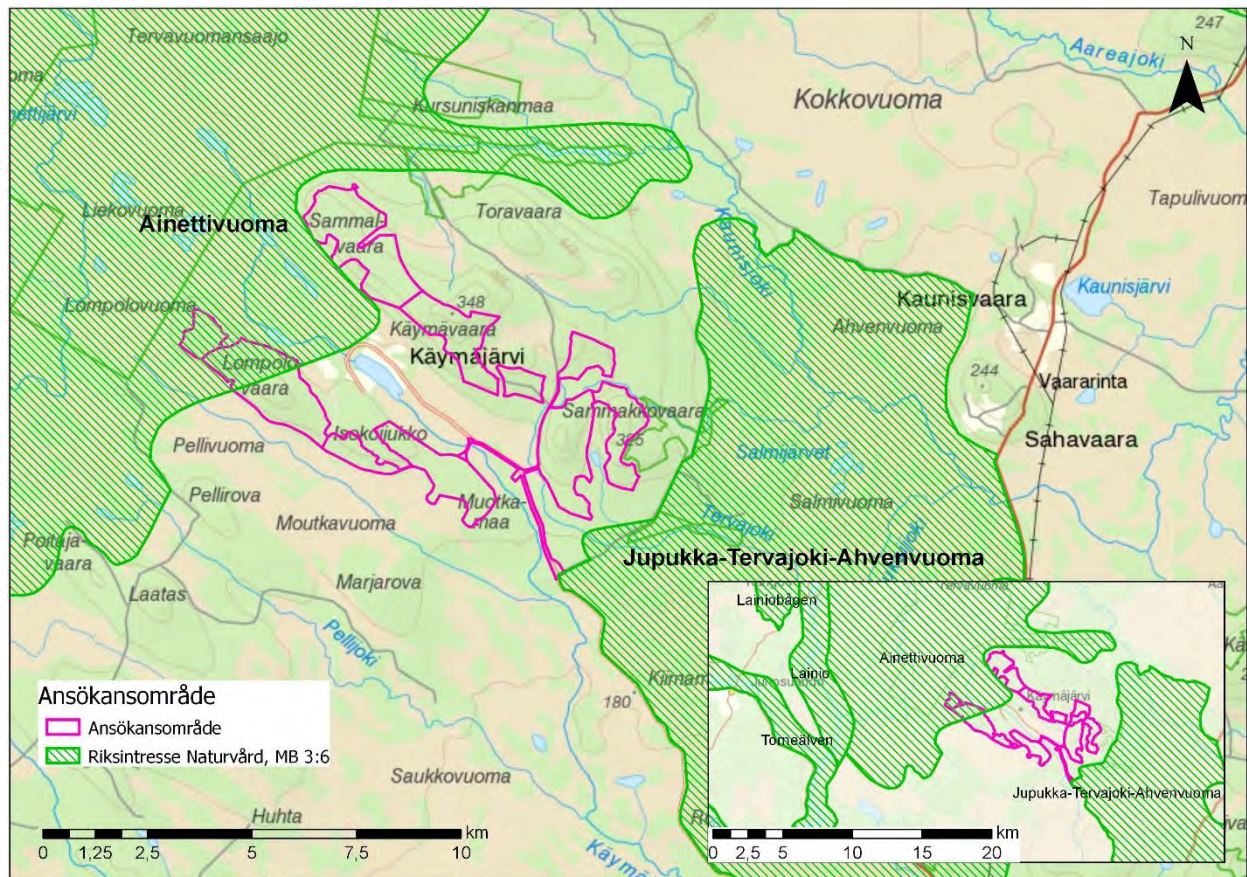 247
Tervavuomansaajo
Aareajoki
N
Kursuniskanmaa
Kokkovuoma
Tapulivuom
Liekovuoma
Ainettivuoma
Sammal-
vaara
Toravaara
Kaunisjoki
Lompolovuoma
348
Käymävaara
Käymäjärvi
Ahvenvuoma
Kaunisvaara
Kaunisjärvi
Lompolo-
vaara
244
Vaararinta
Sammakkovaara
325
Isokoijukko
Salmijärvet
Sahavaara
Pellivuoma
Pellirova
Muotka-
maa
Moutkavuoma
Salmivuoma
Tervajoki
Jupukka-Tervajoki-Ahvenvuoma
Laatas
Marjarova
Pellijoki
180
Saukkovuoma
Huhta
Ansökansområde
Ansökansområde
Riksintresse Naturvård, MB 3:6
km
0 1,25 2,5 5 7,5 10
Lainiobågen
Ainettivuoma
Lainio
Käymäjärvi
Torneälven
Jupukka-Tervajoki-Ahvenvuoma
km
0 2,5 5 10 15 20